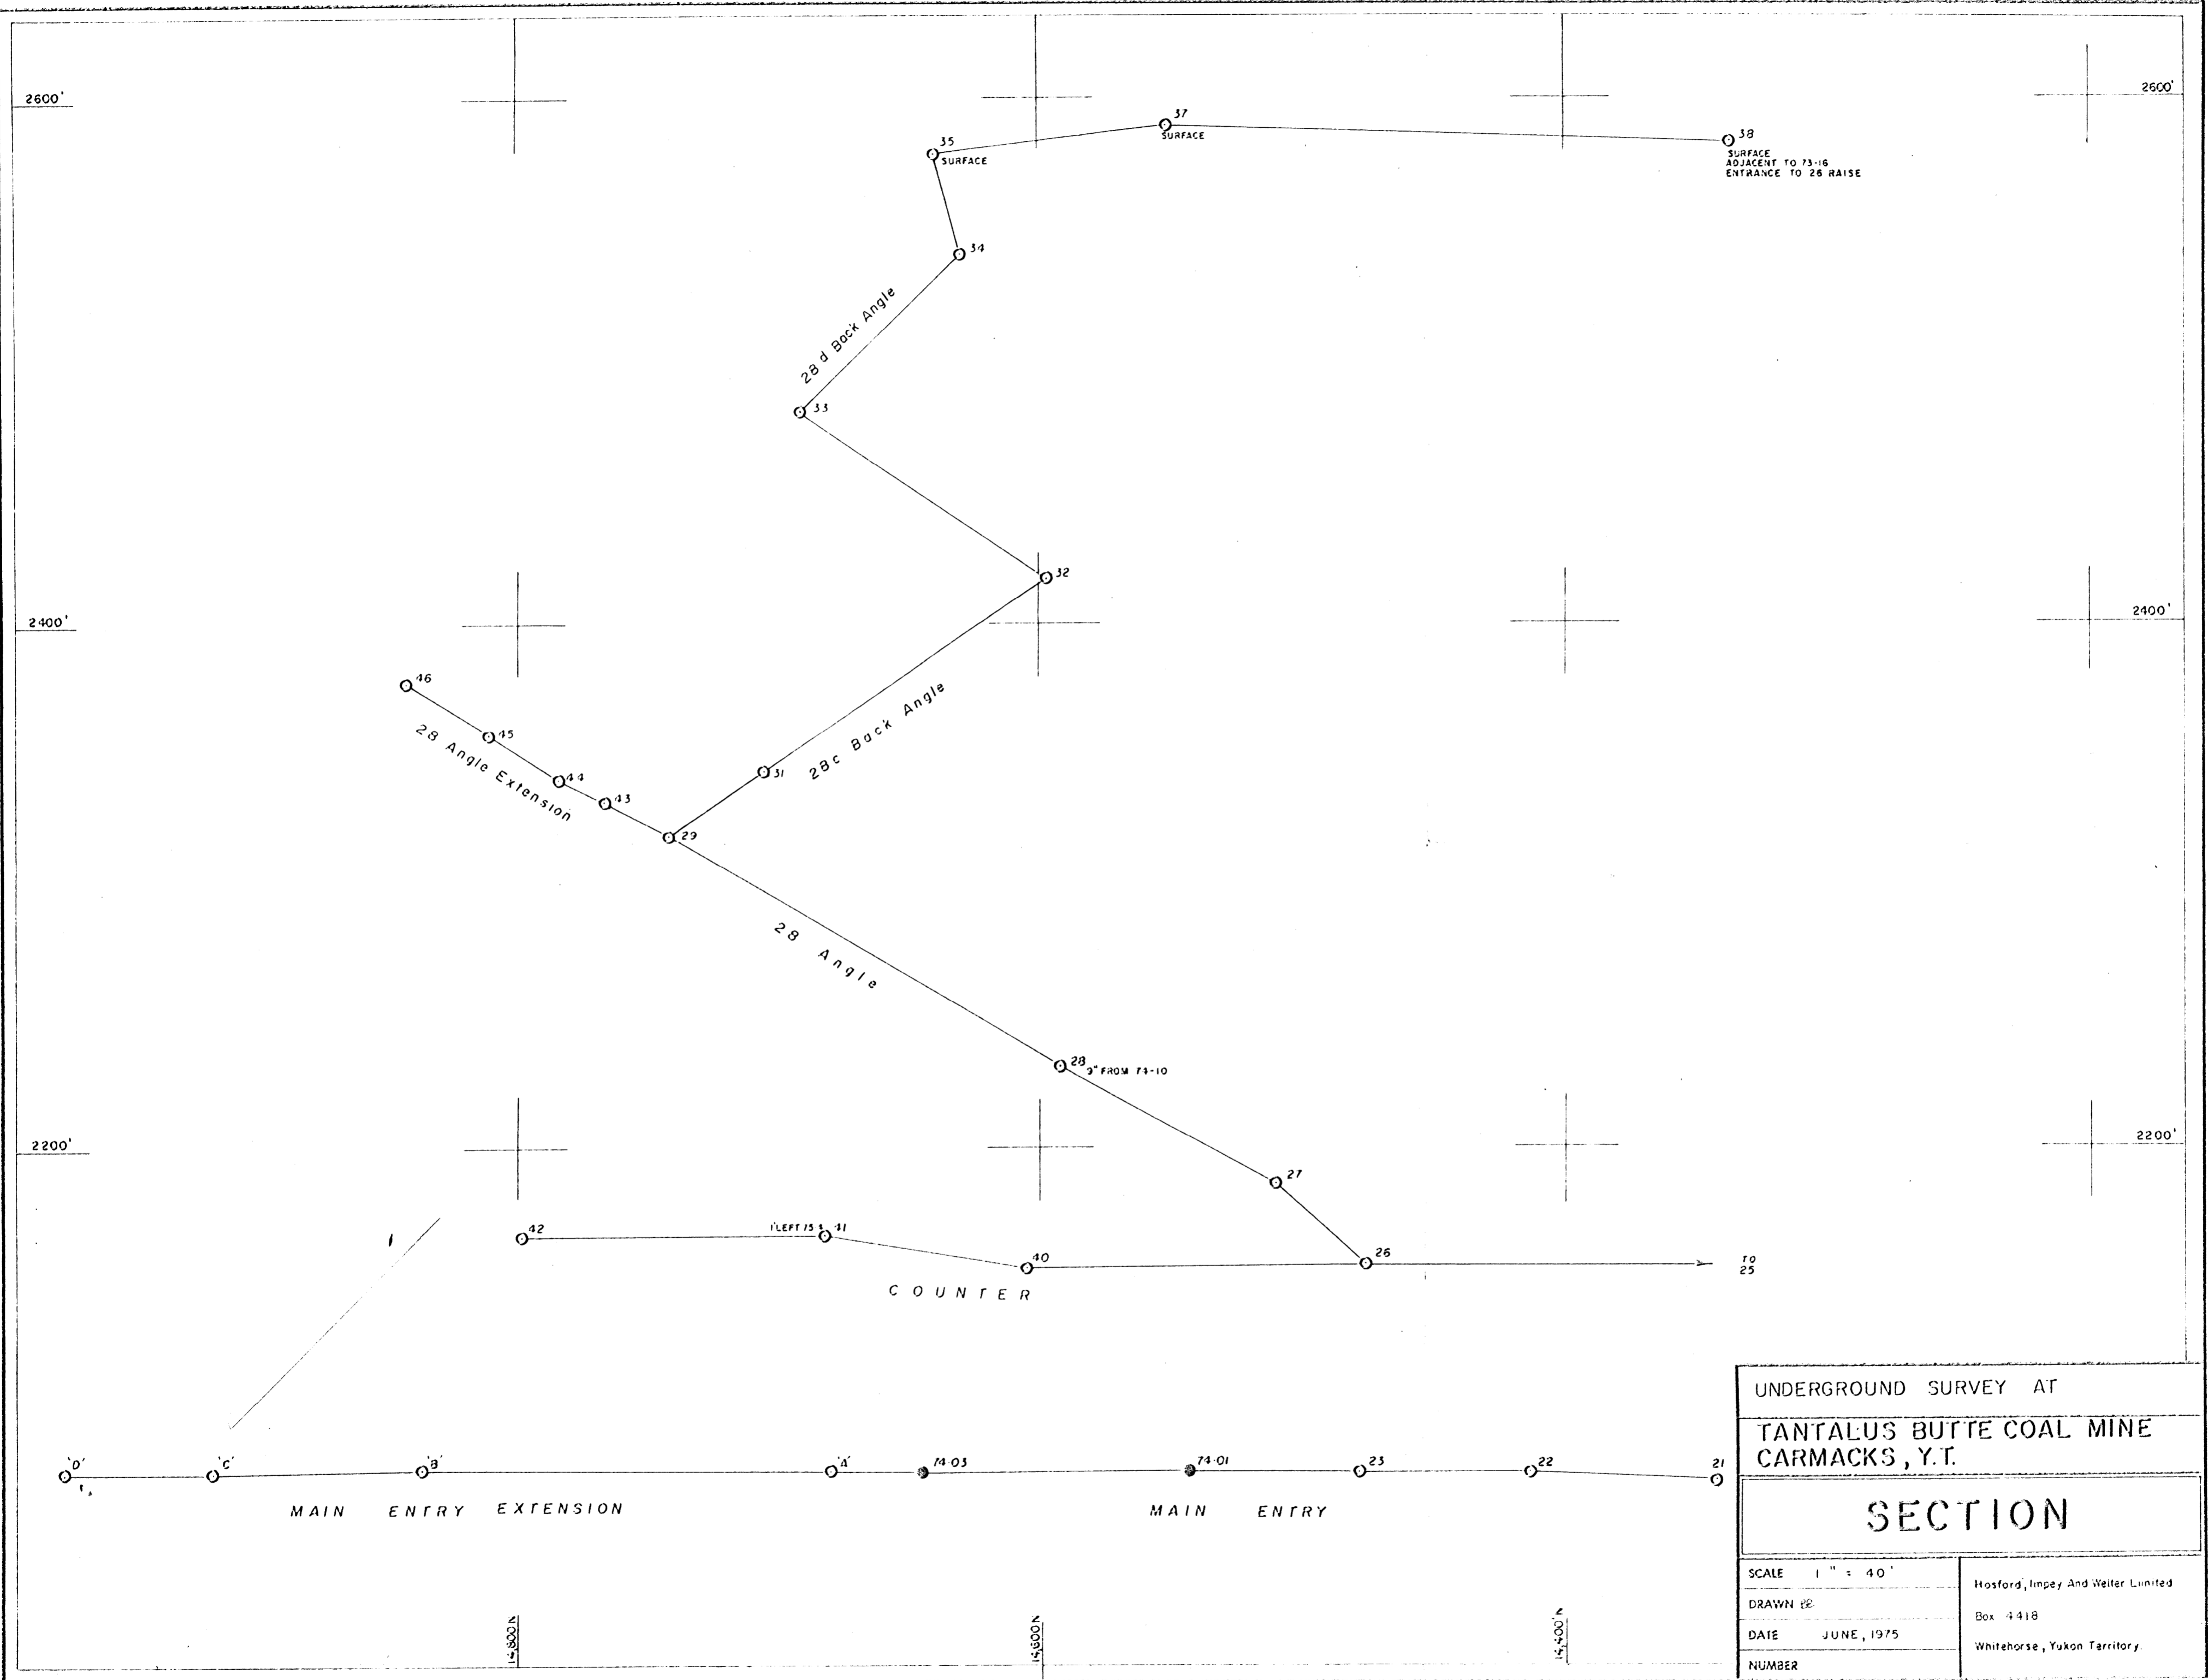 2600'
2600'
37
SURFACE
35
SURFACE
38
SURFACE
ADJACENT TO 73-16
ENTRANCE TO 26 RAISE
34
28 d Back Angle
33
32
2400'
2400'
46
45
28 Angle Extension
44
43
31
28c Back Angle
29
28 Angle
28
9" FROM 74-10
2200'
2200'
27
42
41
40
26
TO
25
COUNTER
'D'
'C'
'B'
'A'
74-03
74-01
23
22
21
MAIN ENTRY EXTENSION
MAIN ENTRY
14,800 N
14,600 N
14,400 N
UNDERGROUND SURVEY AT
TANTALUS BUTTE COAL MINE
CARMACKS, Y.T.
SECTION
SCALE 1" = 40'
DRAWN
DATE JUNE, 1975
NUMBER
Hosford, Impey And Welter Limited
Box 4418
Whitehorse, Yukon Territory.